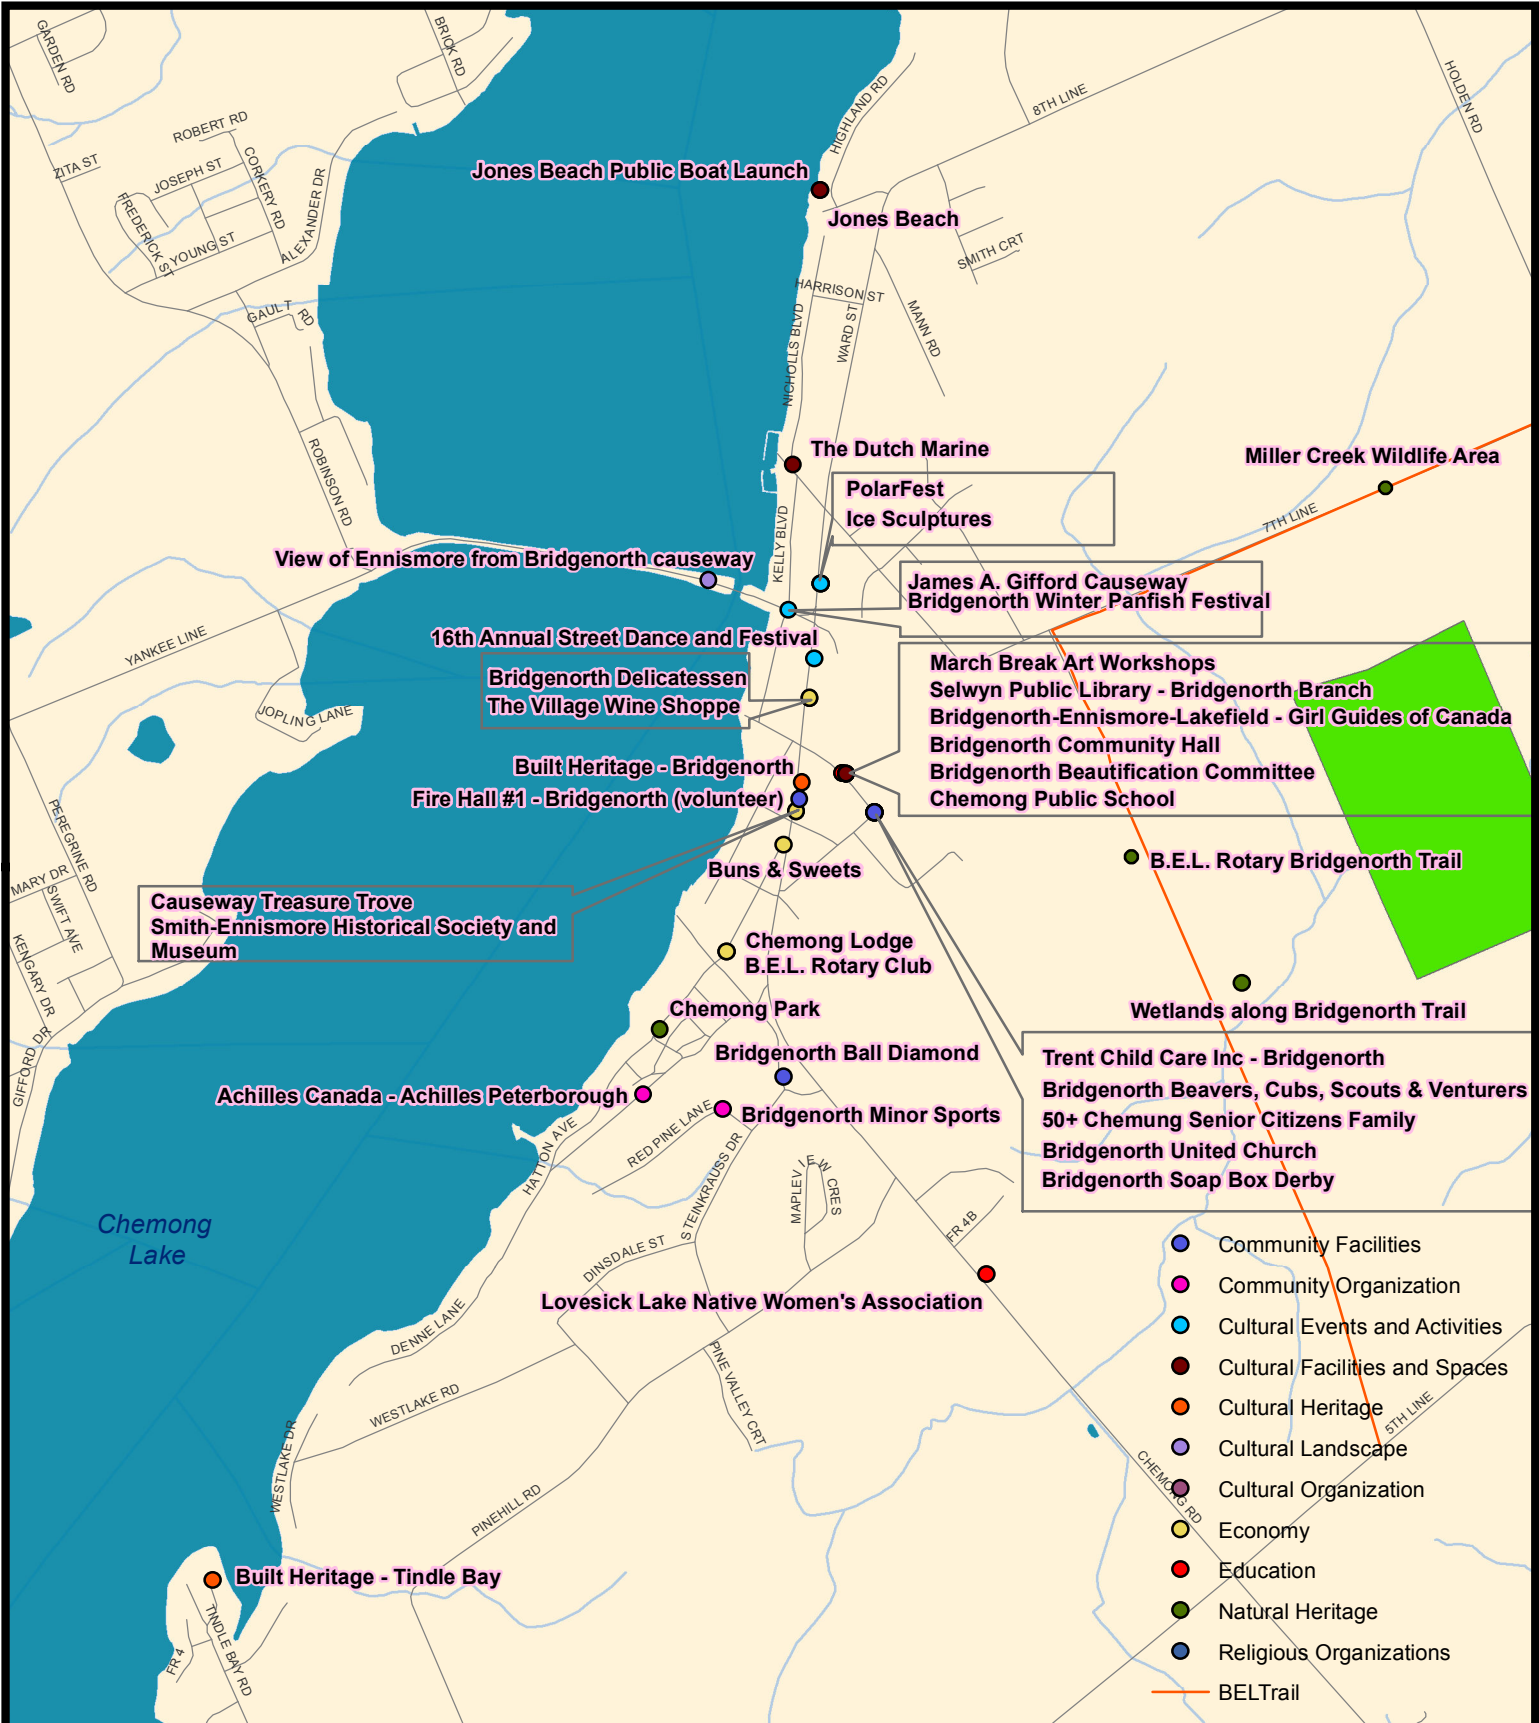 GARDEN RD
BRICK RD
HOLDEN RD
HIGHLAND RD
8TH LINE
ROBERT RD
ZITA ST
JOSEPH ST
CORKERY RD
ALEXANDER DR
FREDERICK ST
YOUNG ST
Jones Beach Public Boat Launch
Jones Beach
SMITH CRT
GAULT RD
HARRISON ST
NICHOLLS BLVD
WARD ST
MANN RD
ROBINSON RD
The Dutch Marine
Miller Creek Wildlife Area
PolarFest
Ice Sculptures
7TH LINE
KELLY BLVD
View of Ennismore from Bridgenorth causeway
James A. Gifford Causeway
Bridgenorth Winter Panfish Festival
YANKEE LINE
16th Annual Street Dance and Festival
Bridgenorth Delicatessen
The Village Wine Shoppe
JOPLING LANE
March Break Art Workshops
Selwyn Public Library - Bridgenorth Branch
Bridgenorth-Ennismore-Lakefield - Girl Guides of Canada
Bridgenorth Community Hall
Bridgenorth Beautification Committee
Chemong Public School
Built Heritage - Bridgenorth
Fire Hall #1 - Bridgenorth (volunteer)
PEREGRINE RD
MARY DR
SWIFT AVE
KENGARY DR
GIFFORD DR
Buns & Sweets
B.E.L. Rotary Bridgenorth Trail
Causeway Treasure Trove
Smith-Ennismore Historical Society and
Museum
Chemong Lodge
B.E.L. Rotary Club
Wetlands along Bridgenorth Trail
Chemong Park
Bridgenorth Ball Diamond
Achilles Canada - Achilles Peterborough
Bridgenorth Minor Sports
Trent Child Care Inc - Bridgenorth
Bridgenorth Beavers, Cubs, Scouts & Venturers
50+ Chemung Senior Citizens Family
Bridgenorth United Church
Bridgenorth Soap Box Derby
HATTON AVE
RED PINE LANE
STEINKRAUSS DR
MAPLEVIEW CRES
FR 4B
Chemong
Lake
DINSDALE ST
DENNE LANE
Lovesick Lake Native Women's Association
PINE VALLEY CRT
WESTLAKE RD
WESTLAKE DR
PINEHILL RD
CHEMONG RD
5TH LINE
Built Heritage - Tindle Bay
TINDLE BAY RD
FR 4
Community Facilities
Community Organization
Cultural Events and Activities
Cultural Facilities and Spaces
Cultural Heritage
Cultural Landscape
Cultural Organization
Economy
Education
Natural Heritage
Religious Organizations
BELTrail